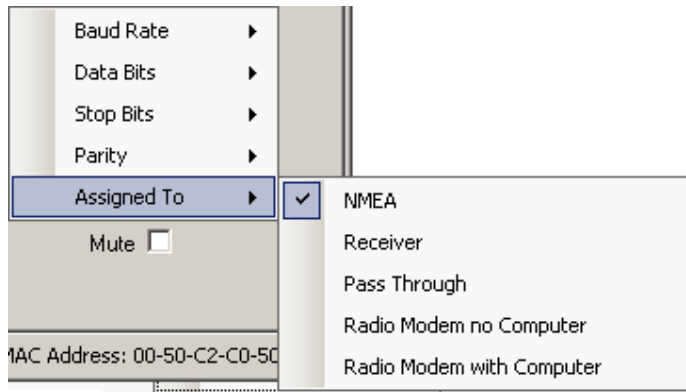 Baud Rate
Data Bits
Stop Bits
Parity
Assigned To
NMEA
Receiver
Pass Through
Radio Modem no Computer
Radio Modem with Computer
Mute
MAC Address: 00-50-C2-C0-50